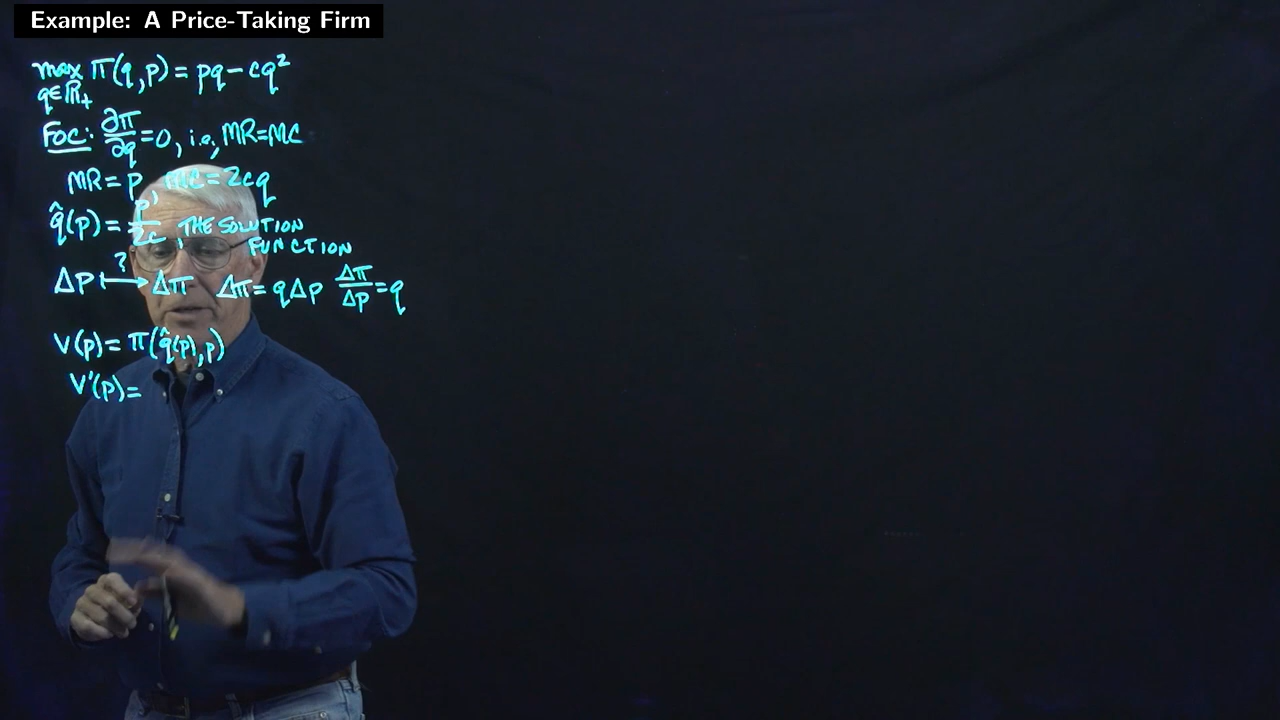 Example: A Price-Taking Firm
max π(q,p) = pq - cq²
q∈ℝ₊
FOC: ∂π/∂q = 0, i.e., MR=MC
MR = p, MC = 2cq
q̂(p) = p/2c, THE SOLUTION
FUNCTION
Δp ↦? Δπ Δπ = qΔp Δπ/Δp = q
V(p) = π(q̂(p),p)
V'(p) =